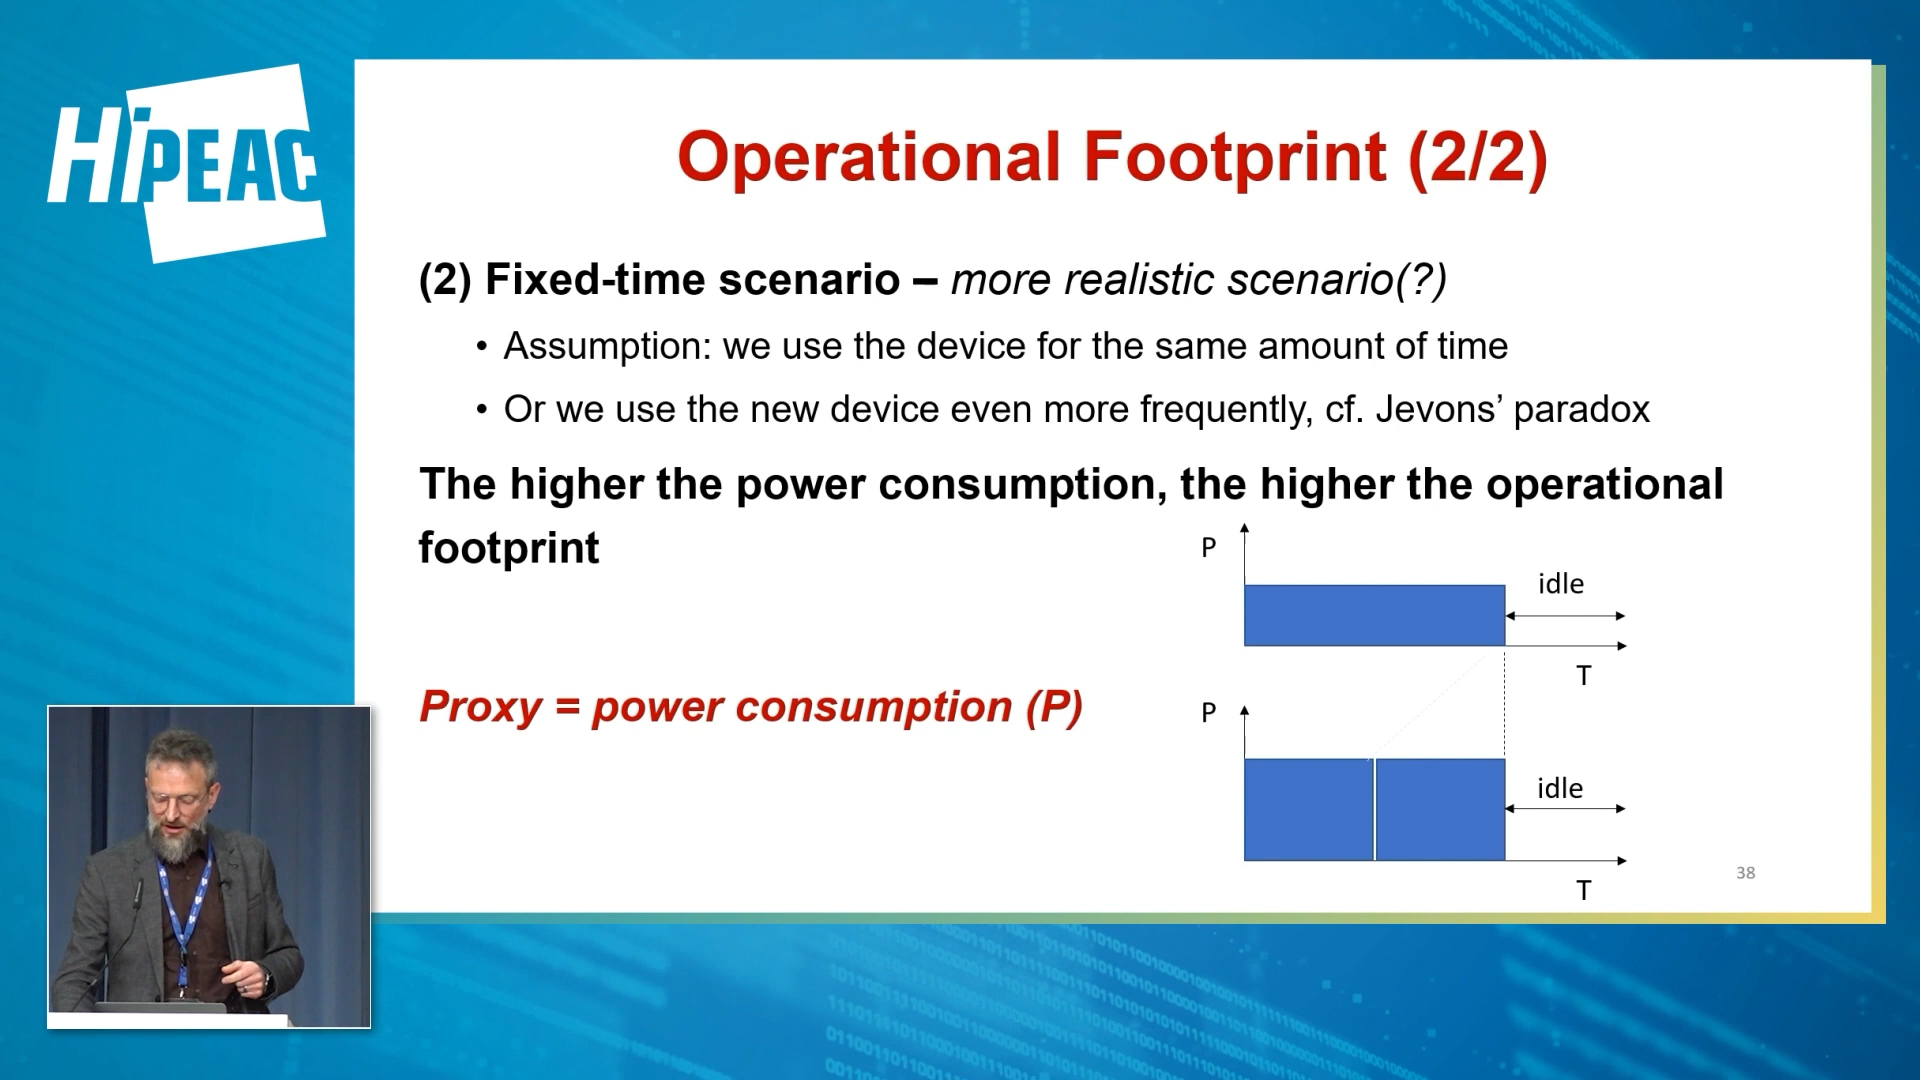 HiPEAC
Operational Footprint (2/2)
(2) Fixed-time scenario – more realistic scenario(?)
• Assumption: we use the device for the same amount of time
• Or we use the new device even more frequently, cf. Jevons’ paradox
The higher the power consumption, the higher the operational
footprint
P
idle
T
Proxy = power consumption (P)
P
idle
T
38